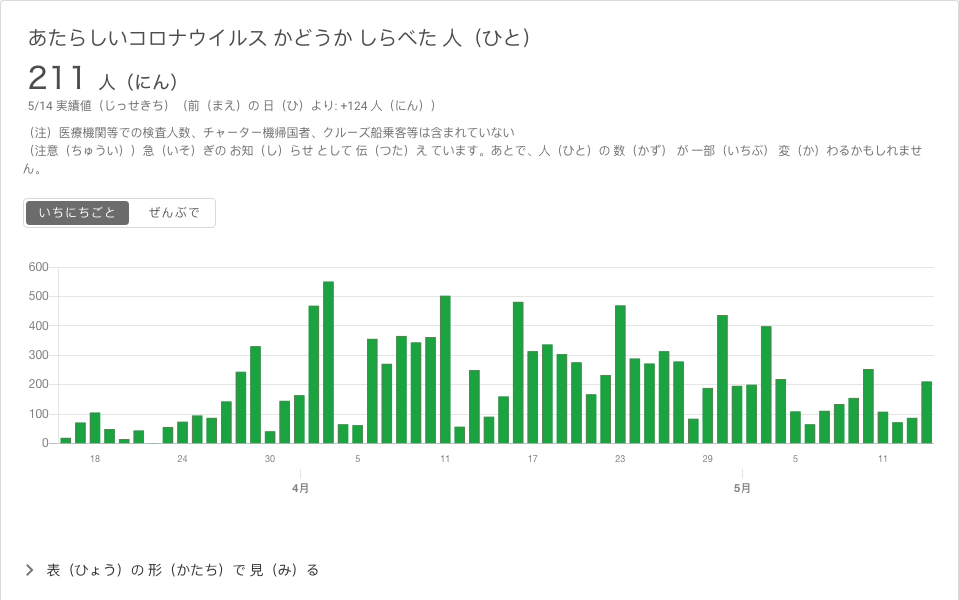 あたらしいコロナウイルス かどうか しらべた 人（ひと）
211 人（にん）
5/14 実績値（じっせきち）（前（まえ）の 日（ひ）より: +124 人（にん））
（注）医療機関等での検査人数、チャーター機帰国者、クルーズ船乗客等は含まれていない
（注意（ちゅうい））急（いそ）ぎの お知（し）らせ として 伝（つた）え ています。あとで、人（ひと）の 数（かず） が 一部（いちぶ） 変（か）わるかもしれませ
ん。
いちにちごと ぜんぶで
600
500
400
300
200
100
0
18 24 30 5 11 17 23 29 5 11
4月 5月
表（ひょう）の 形（かたち）で 見（み）る